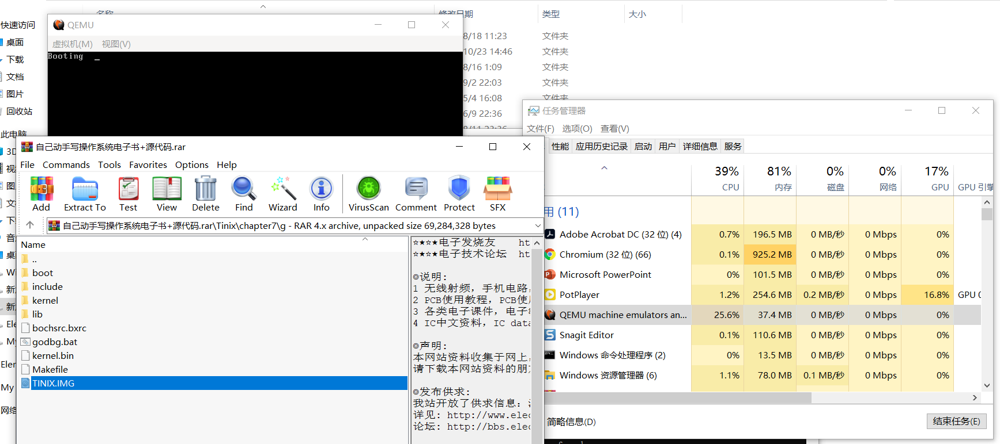 名称
修改日期
类型
大小
快速访问
桌面
下载
文档
图片
回收站
此电脑
8/18 11:23 文件夹
10/23 14:46 文件夹
8/16 1:09 文件夹
9/2 22:03 文件夹
5/4 16:08 文件夹
6/9 22:36
QEMU
虚拟机(M) 视图(V)
Booting _
自己动手写操作系统电子书+源代码.rar
File Commands Tools Favorites Options Help
Add Extract To Test View Delete Find Wizard Info VirusScan Comment Protect SFX
自己动手写操作系统电子书+源代码.rar\Tinix\chapter7\g - RAR 4.x archive, unpacked size 69,284,328 bytes
Name
..
boot
include
kernel
lib
bochsrc.bxrc
godbg.bat
kernel.bin
Makefile
TINIX.IMG
☆★☆★电子发烧友 ht
☆★☆★电子技术论坛 ht
◎说明:
1 无线射频, 手机电路,
2 PCB使用教程, PCB使
3 各类电子课件, 电子
4 IC中文资料, IC data
◎声明:
本网站资料收集于网上,
请下载本网站资料的朋
◎发布供求:
我站开放了供求信息:
详见: http://www.elec
论坛: http://bbs.elec
任务管理器
文件(F) 选项(O) 查看(V)
性能 应用历史记录 启动 用户 详细信息 服务
39% 81% 0% 0% 17%
CPU 内存 磁盘 网络 GPU GPU 引擎
用 (11)
Adobe Acrobat DC (32 位) (4) 0.7% 196.5 MB 0 MB/秒 0 Mbps 0%
Chromium (32 位) (66) 0.1% 925.2 MB 0 MB/秒 0 Mbps 0%
Microsoft PowerPoint 0% 101.5 MB 0 MB/秒 0 Mbps 0%
PotPlayer 1.2% 254.6 MB 0.2 MB/秒 0 Mbps 16.8% GPU 0
QEMU machine emulators an... 25.6% 37.4 MB 0 MB/秒 0 Mbps 0%
Snagit Editor 0.1% 110.6 MB 0 MB/秒 0 Mbps 0%
Windows 命令处理程序 (2) 0% 13.5 MB 0 MB/秒 0 Mbps 0%
Windows 资源管理器 (6) 1.1% 78.0 MB 0.1 MB/秒 0 Mbps 0%
简略信息(D)
结束任务(E)
3D
视
图
文
下
音
桌
W
新
新
Ele
My
Eler
My
网络